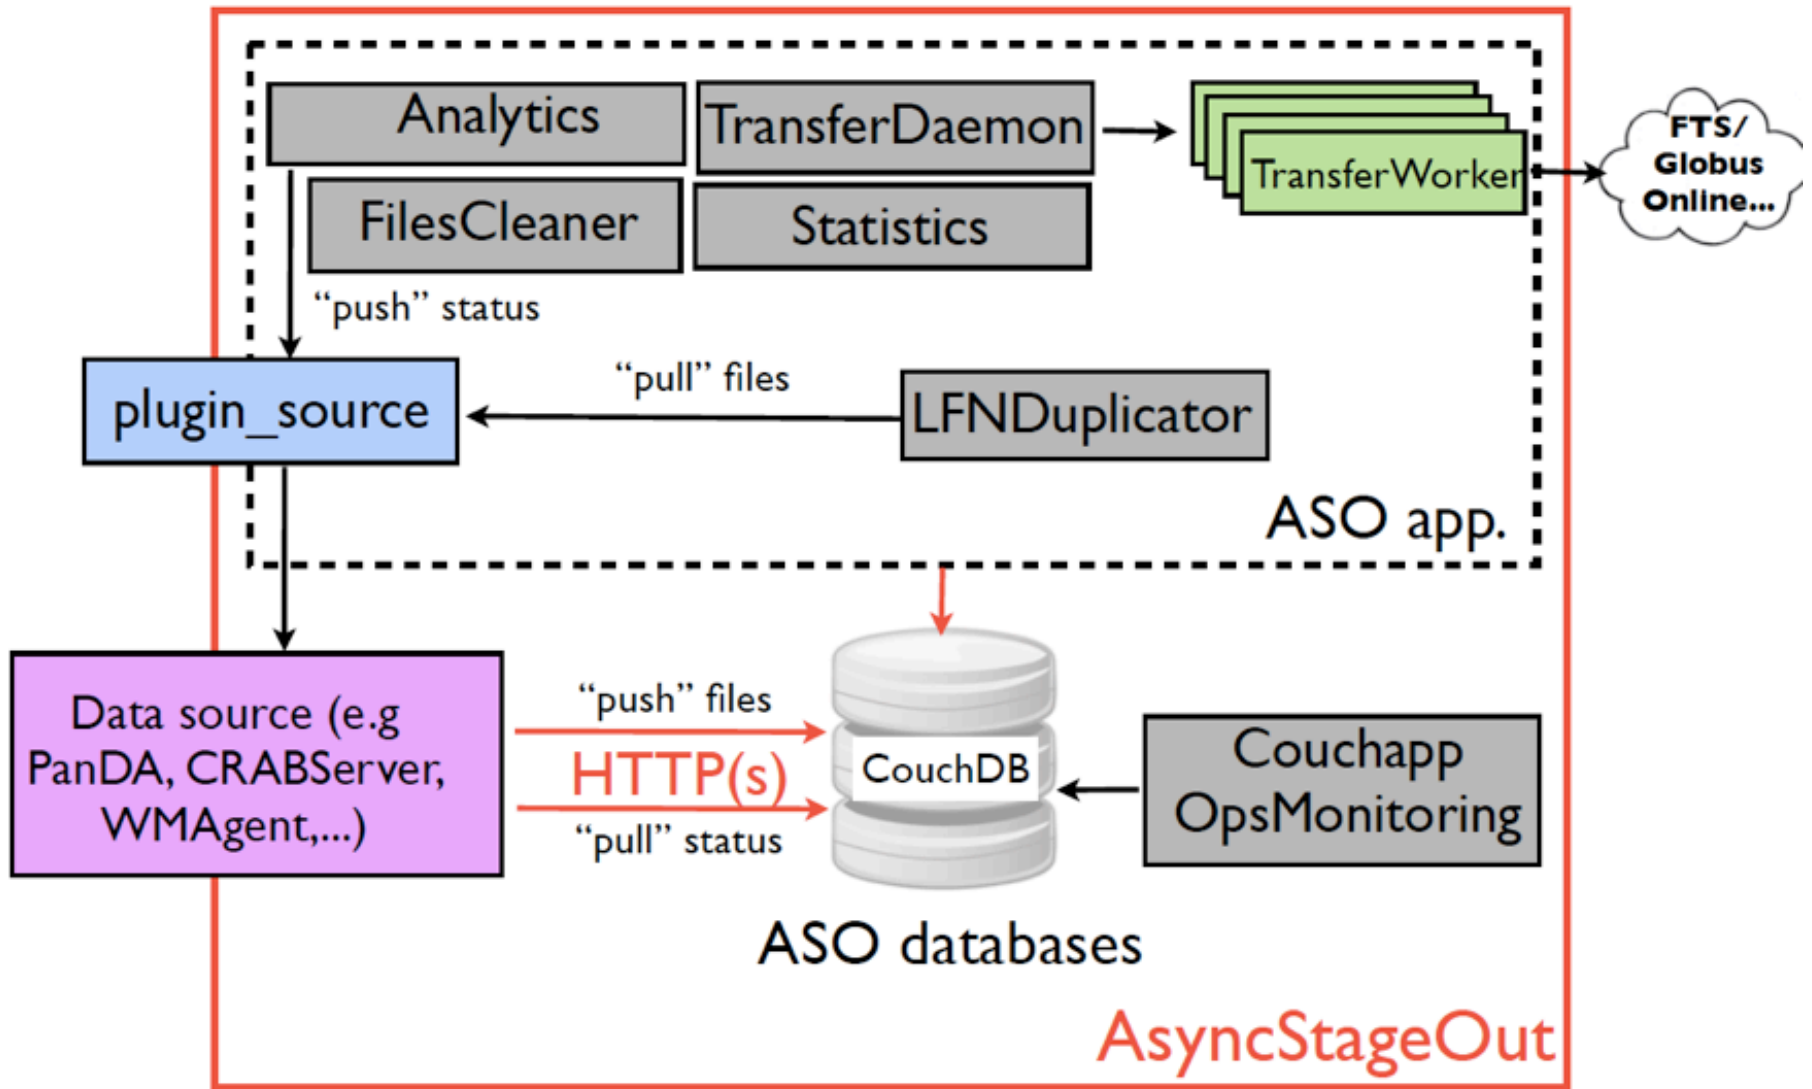 Analytics
TransferDaemon
TransferWorker
FTS/
Globus
Online...
FilesCleaner
Statistics
“push” status
plugin_source
“pull” files
LFNDuplicator
ASO app.
Data source (e.g
PanDA, CRABServer,
WMAgent,...)
“push” files
HTTP(s)
“pull” status
CouchDB
Couchapp
OpsMonitoring
ASO databases
AsyncStageOut